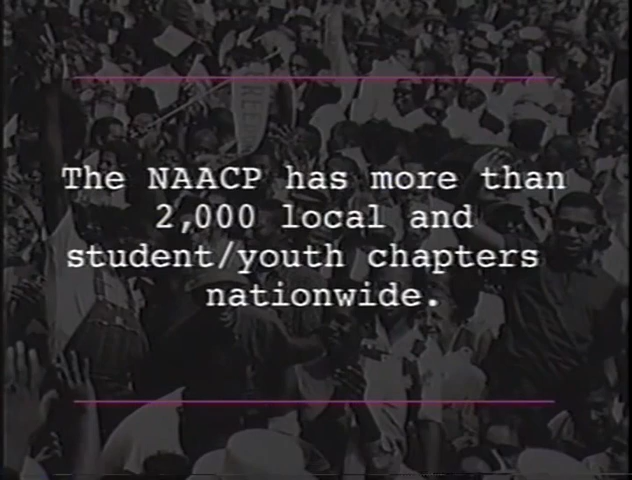 The NAACP has more than
2,000 local and
student/youth chapters
nationwide.